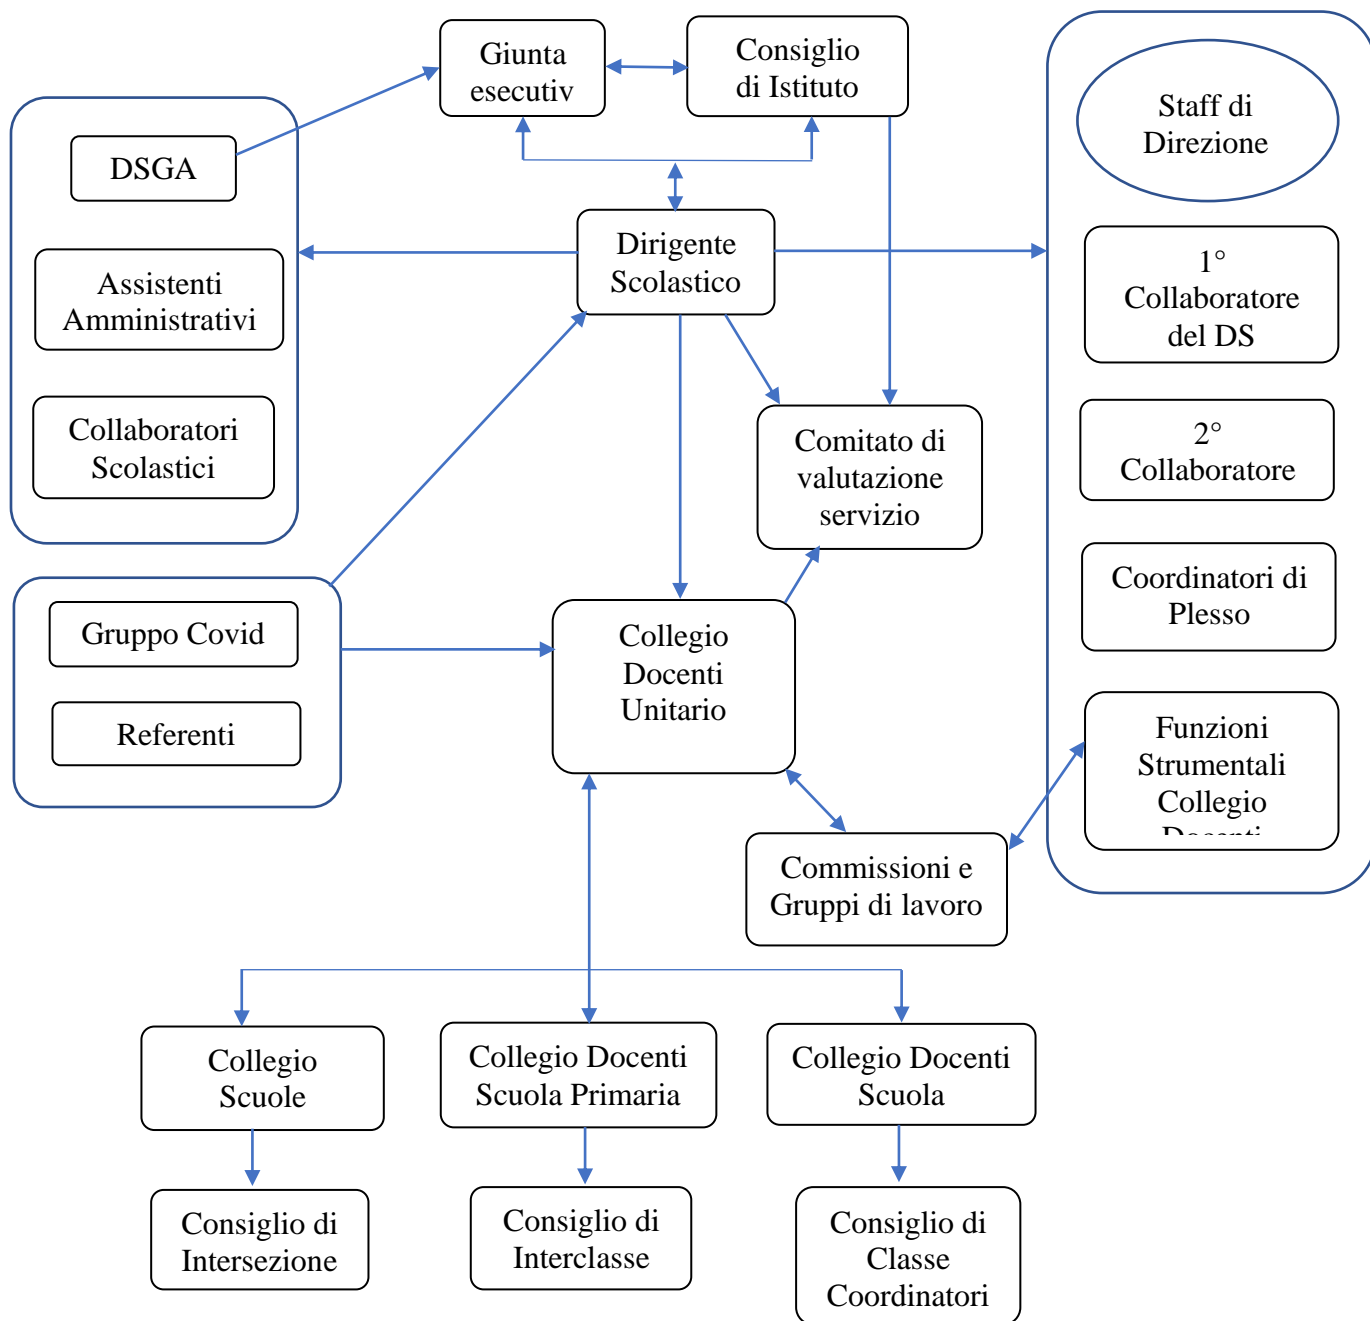 Giunta
esecutiv
Consiglio
di Istituto
Staff di
Direzione
DSGA
Dirigente
Scolastico
1°
Collaboratore
del DS
Assistenti
Amministrativi
Collaboratori
Scolastici
2°
Collaboratore
Comitato di
valutazione
servizio
Coordinatori di
Plesso
Gruppo Covid
Collegio
Docenti
Unitario
Referenti
Funzioni
Strumentali
Collegio
Docenti
Commissioni e
Gruppi di lavoro
Collegio
Scuole
Collegio Docenti
Scuola Primaria
Collegio Docenti
Scuola
Consiglio di
Intersezione
Consiglio di
Interclasse
Consiglio di
Classe
Coordinatori